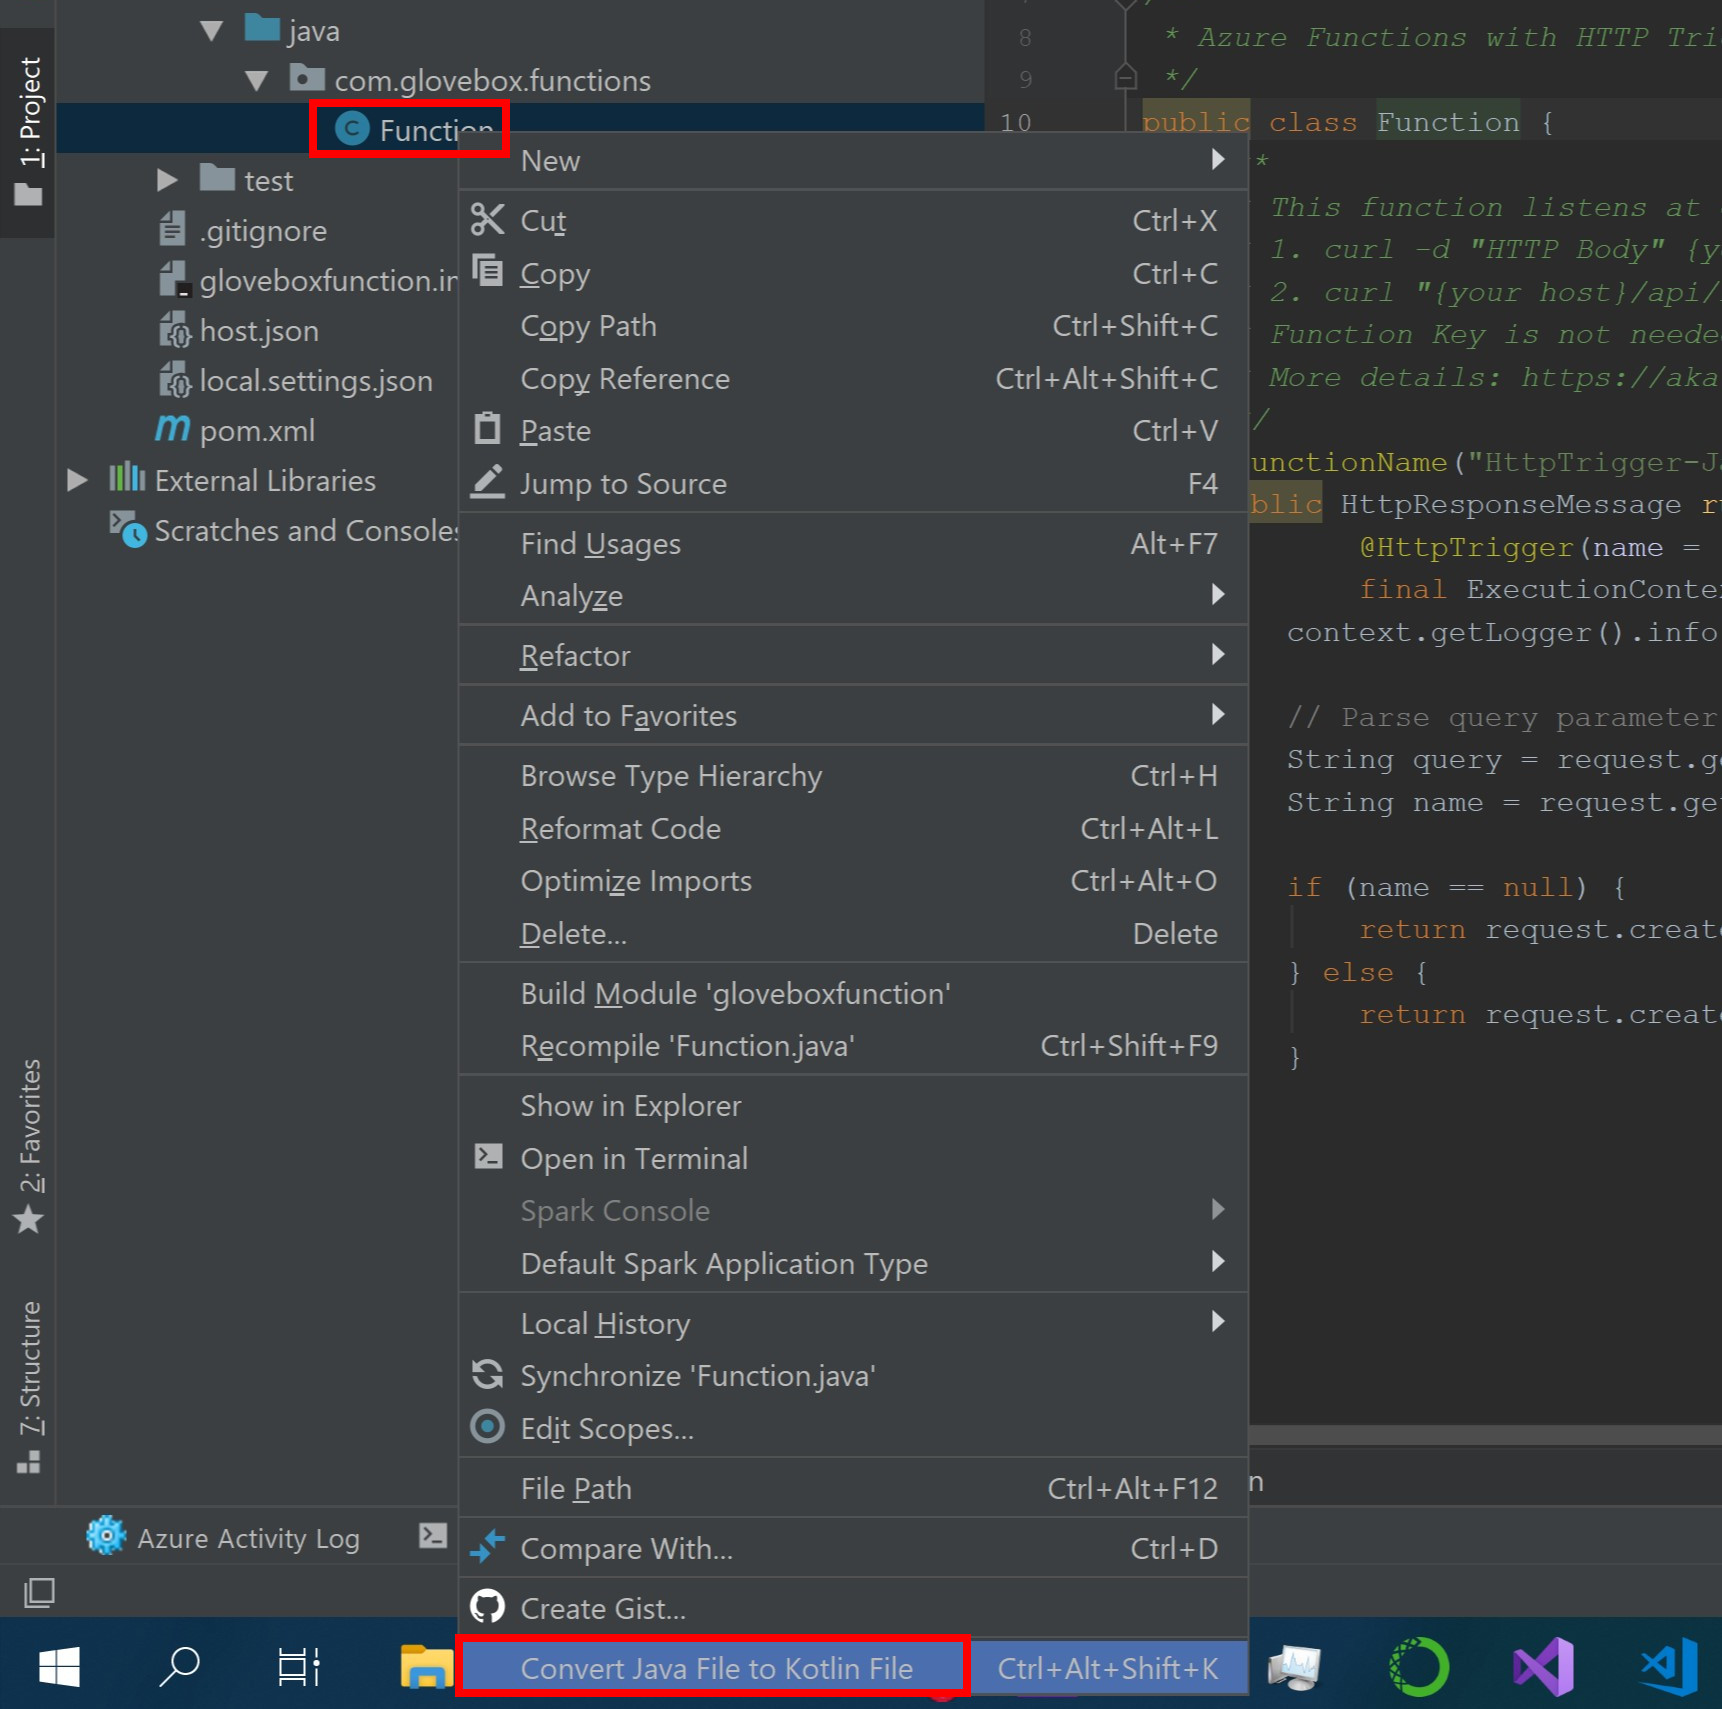 1: Project
2: Favorites
7: Structure
java
com.glovebox.functions
Function
test
.gitignore
gloveboxfunction.im
host.json
local.settings.json
m pom.xml
External Libraries
Scratches and Consoles
New
Cut Ctrl+X
Copy Ctrl+C
Copy Path Ctrl+Shift+C
Copy Reference Ctrl+Alt+Shift+C
Paste Ctrl+V
Jump to Source F4
Find Usages Alt+F7
Analyze
Refactor
Add to Favorites
Browse Type Hierarchy Ctrl+H
Reformat Code Ctrl+Alt+L
Optimize Imports Ctrl+Alt+O
Delete... Delete
Build Module 'gloveboxfunction'
Recompile 'Function.java' Ctrl+Shift+F9
Show in Explorer
Open in Terminal
Spark Console
Default Spark Application Type
Local History
Synchronize 'Function.java'
Edit Scopes...
File Path Ctrl+Alt+F12
Compare With... Ctrl+D
Create Gist...
Convert Java File to Kotlin File Ctrl+Alt+Shift+K
8 * Azure Functions with HTTP Tri
9 */
10 public class Function {
*
This function listens at
1. curl -d "HTTP Body" {y
2. curl "{your host}/api/
Function Key is not neede
More details: https://aka
/
unctionName("HttpTrigger-J
blic HttpResponseMessage r
@HttpTrigger(name =
final ExecutionConte
context.getLogger().info
// Parse query parameter
String query = request.g
String name = request.ge
if (name == null) {
return request.creat
} else {
return request.creat
}
n
Azure Activity Log